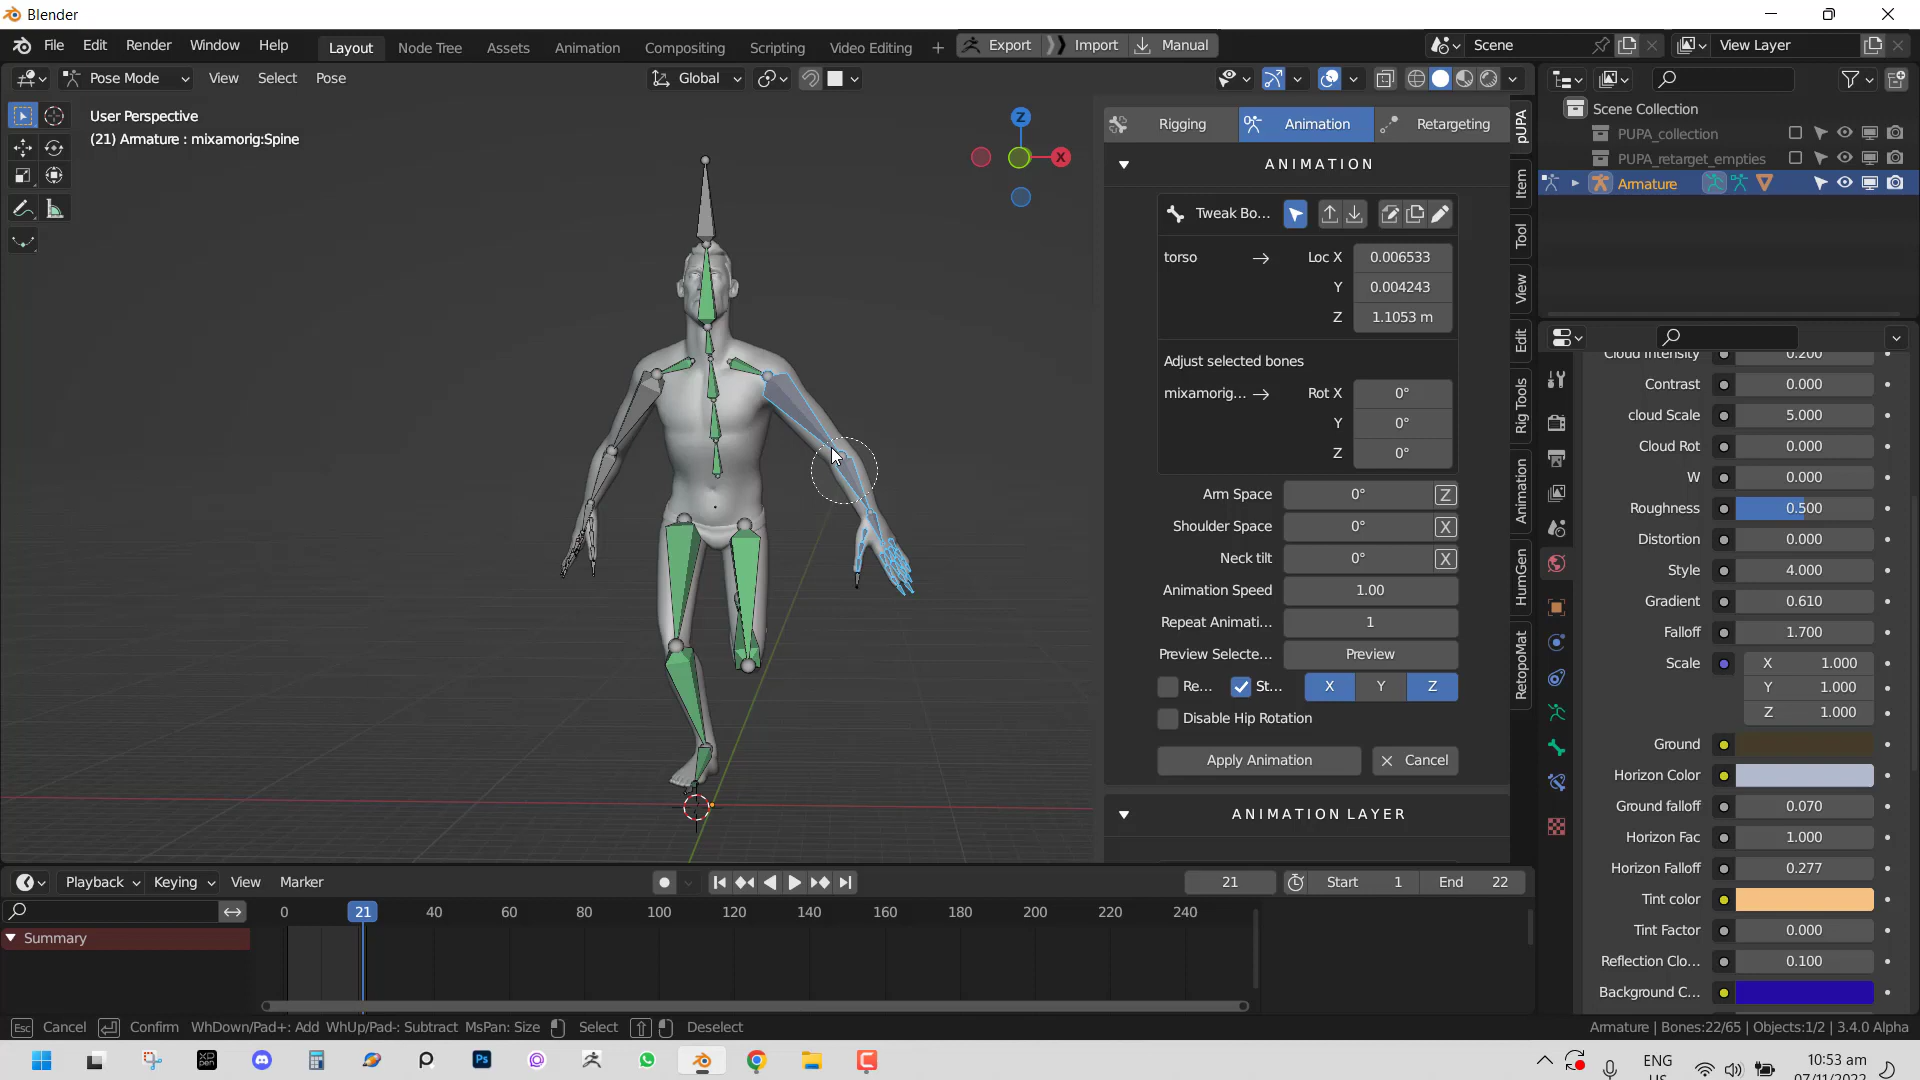 Blender
File Edit Render Window Help Layout Node Tree Assets Animation Compositing Scripting Video Editing + Export Import Manual Scene View Layer
Pose Mode View Select Pose Global
User Perspective
(21) Armature : mixamorig:Spine
Z
X
Rigging Animation Retargeting
ANIMATION
Tweak Bo...
torso Loc X 0.006533
Y 0.004243
Z 1.1053 m
Adjust selected bones
mixamorig... Rot X 0°
Y 0°
Z 0°
Arm Space 0° Z
Shoulder Space 0° X
Neck tilt 0° X
Animation Speed 1.00
Repeat Animati... 1
Preview Selecte... Preview
Re... St... X Y Z
Disable Hip Rotation
Apply Animation Cancel
ANIMATION LAYER
pUPA
Item
Tool
View
Edit
Rig Tools
Animation
HumGen
RetopoMat
Scene Collection
PUPA_collection
PUPA_retarget_empties
Armature
Cloud Intensity 0.200
Contrast 0.000
cloud Scale 5.000
Cloud Rot 0.000
W 0.000
Roughness 0.500
Distortion 0.000
Style 4.000
Gradient 0.610
Falloff 1.700
Scale X 1.000
Y 1.000
Z 1.000
Ground
Horizon Color
Ground falloff 0.070
Horizon Fac 1.000
Horizon Falloff 0.277
Tint color
Tint Factor 0.000
Reflection Clo... 0.100
Background C...
Playback Keying View Marker 21 Start 1 End 22
0 21 40 60 80 100 120 140 160 180 200 220 240
Summary
Esc Cancel Confirm WhDown/Pad+: Add WhUp/Pad-: Subtract MsPan: Size Select Deselect Armature | Bones:22/65 | Objects:1/2 | 3.4.0 Alpha
Ps
ENG
US
10:53 am
07/11/2022